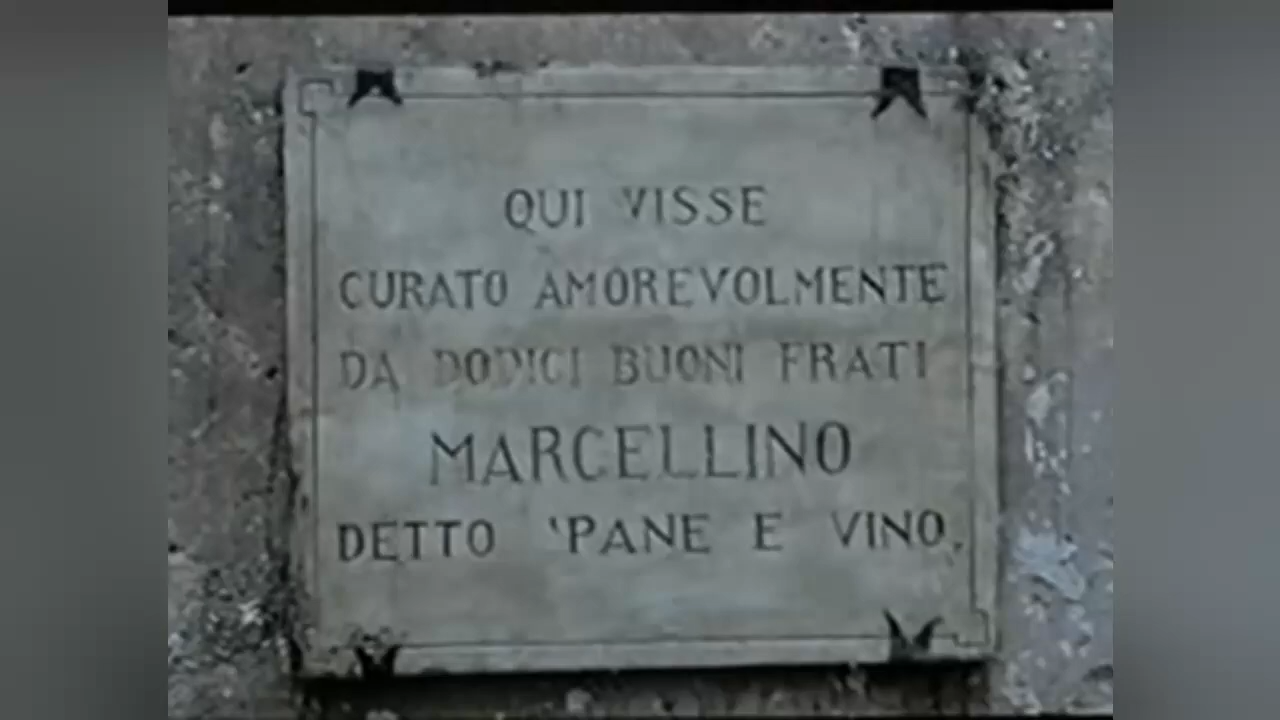 QUI VISSE
CURATO AMOREVOLMENTE
DA DODICI BUONI FRATI
MARCELLINO
DETTO 'PANE E VINO,